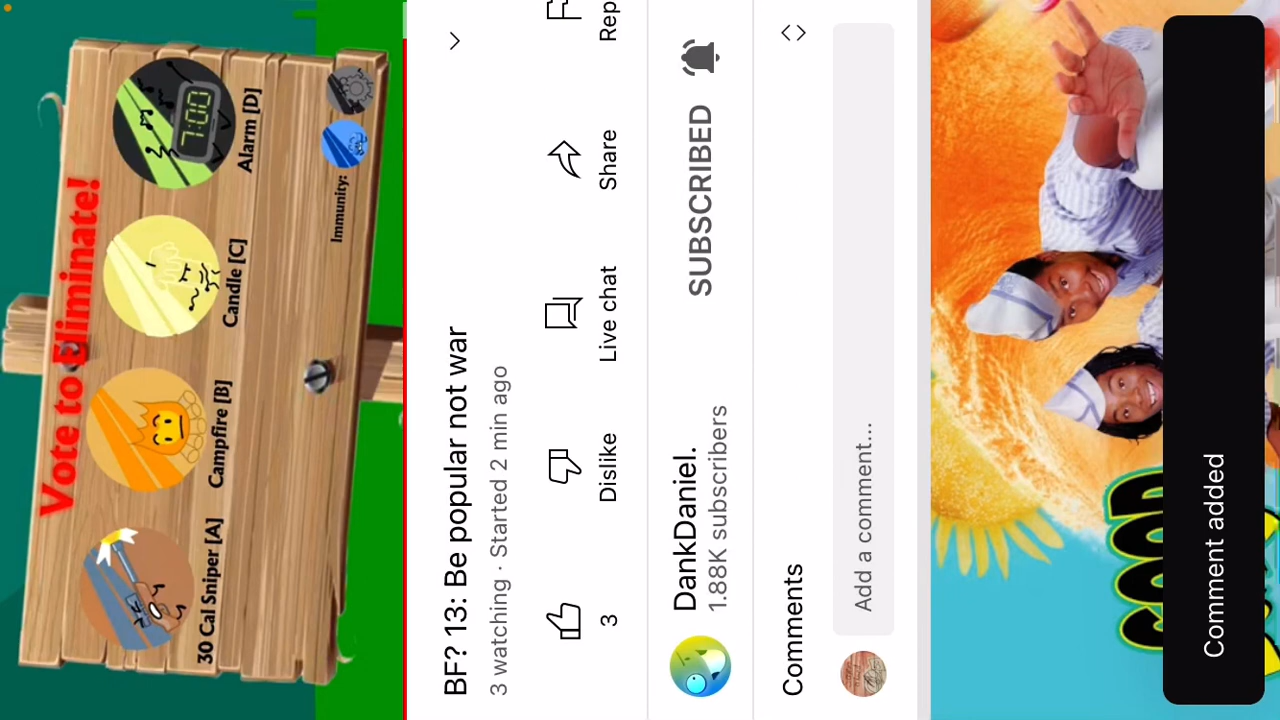 Vote to Eliminate!
30 Cal Sniper [A]
Campfire [B]
Candle [C]
Alarm [D]
7:00
Immunity:
BF? 13: Be popular not war
3 watching · Started 2 min ago
3
Dislike
Live chat
Share
Rep
DankDaniel.
1.88K subscribers
SUBSCRIBED
Comments
Add a comment...
GOOD
Comment added